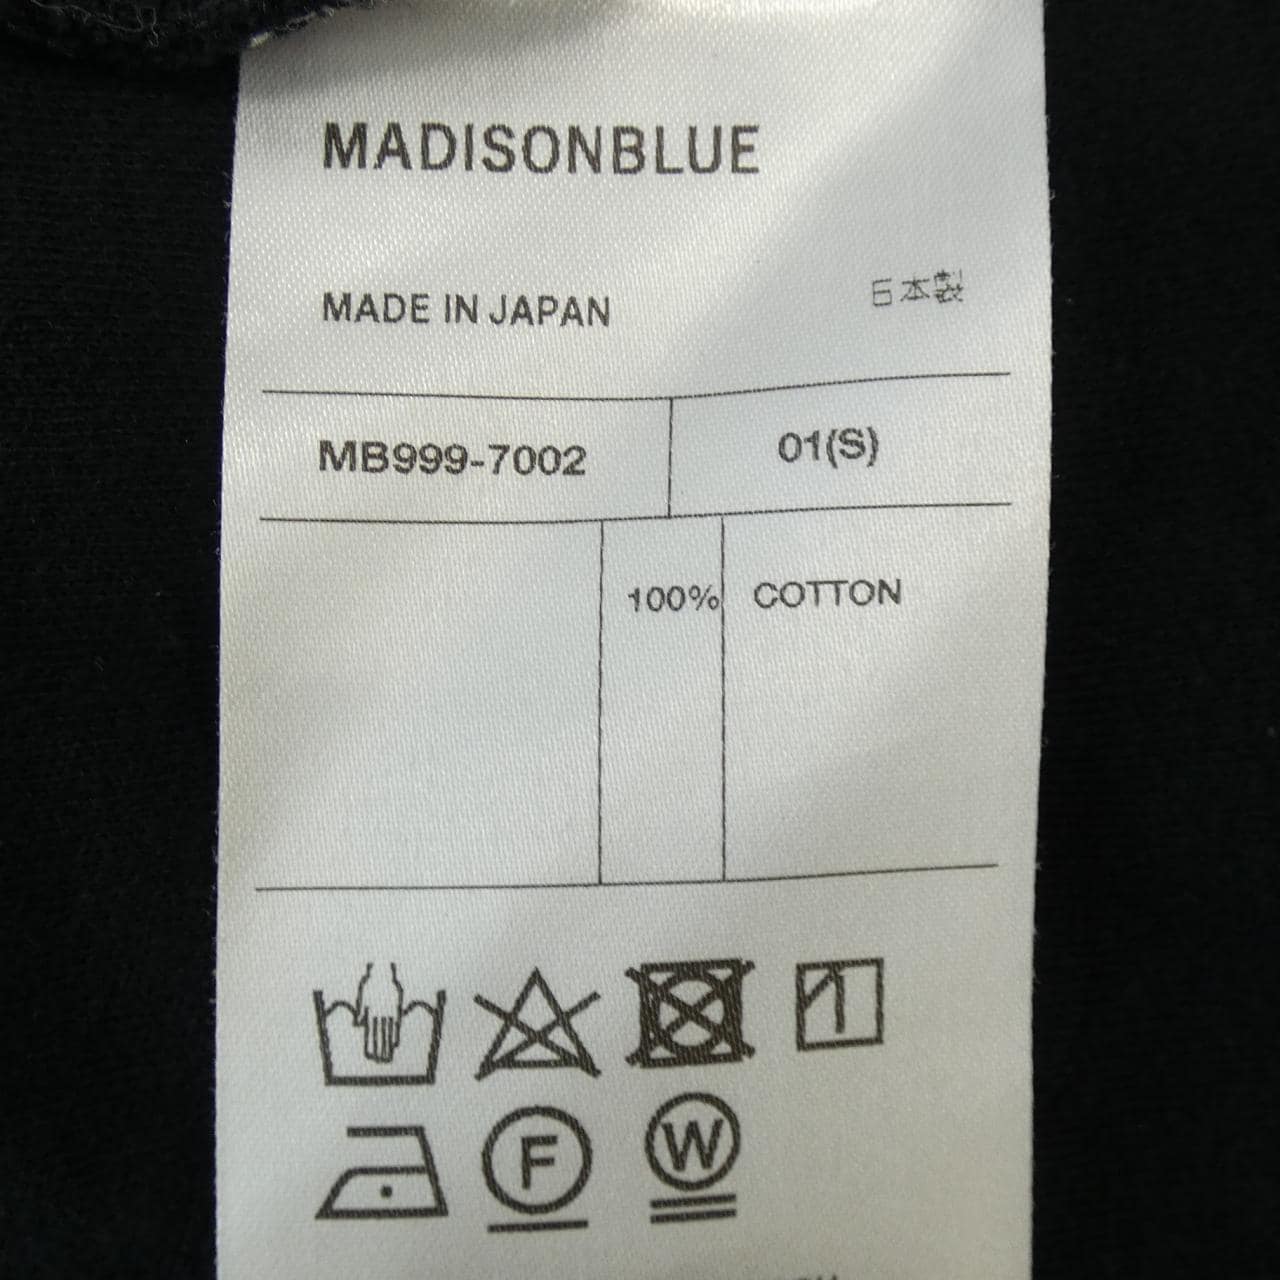 MADISONBLUE
MADE IN JAPAN 日本製
MB999-7002 01(S)
100% COTTON
F W